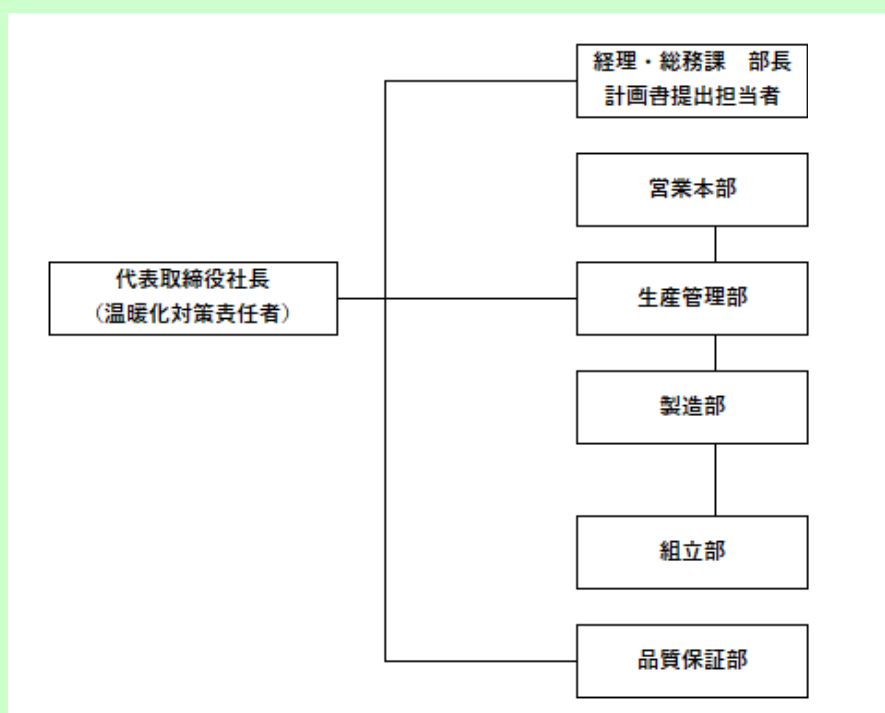 経理・総務課　部長
計画書提出担当者
営業本部
代表取締役社長
（温暖化対策責任者）
生産管理部
製造部
組立部
品質保証部